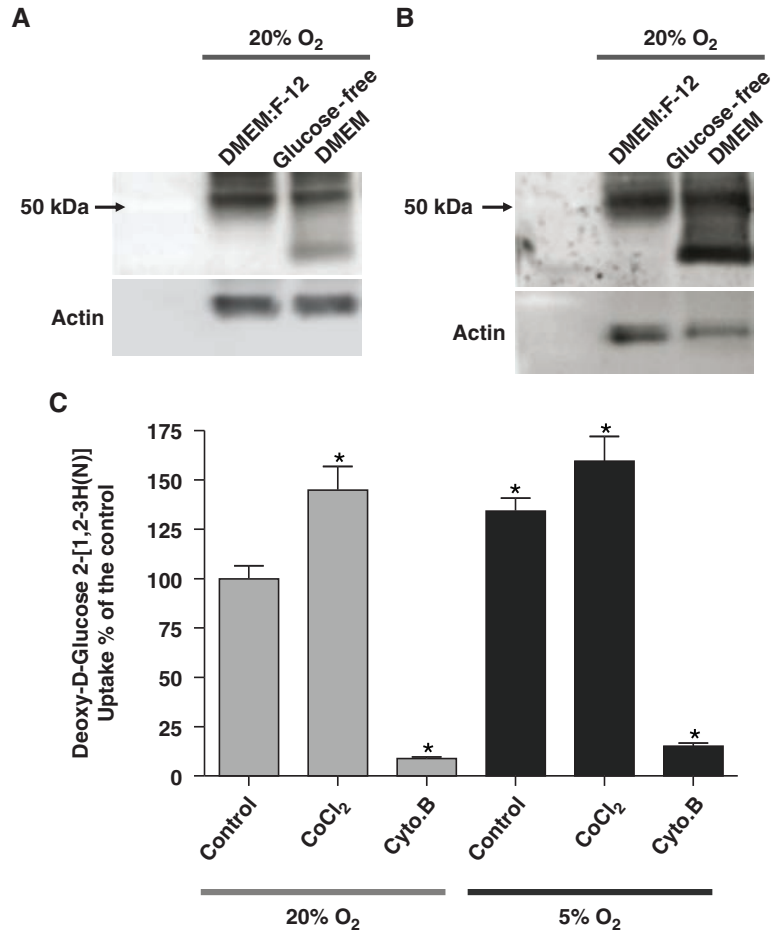 A
20% O₂
DMEM:F-12
Glucose-free
DMEM
50 kDa
Actin
B
20% O₂
DMEM:F-12
Glucose-free
DMEM
50 kDa
Actin
C
Deoxy-D-Glucose 2-[1,2-3H(N)]
Uptake % of the control
175
150
125
100
75
50
25
0
*
*
*
*
*
Control
CoCl₂
Cyto.B
Control
CoCl₂
Cyto.B
20% O₂
5% O₂